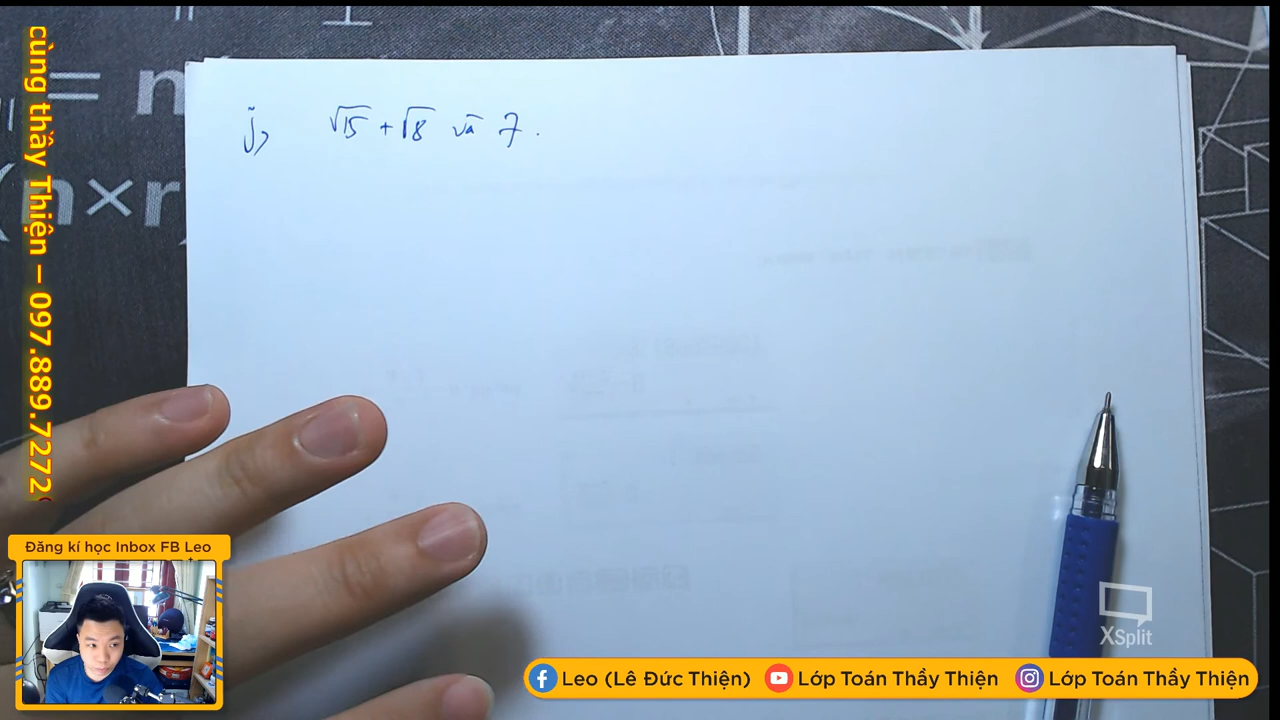 j, √15 + √8 và 7.
cùng thầy Thiện – 097.889.7272
= n
(n×r
Đăng kí học Inbox FB Leo
XSplit
Leo (Lê Đức Thiện) Lớp Toán Thầy Thiện Lớp Toán Thầy Thiện